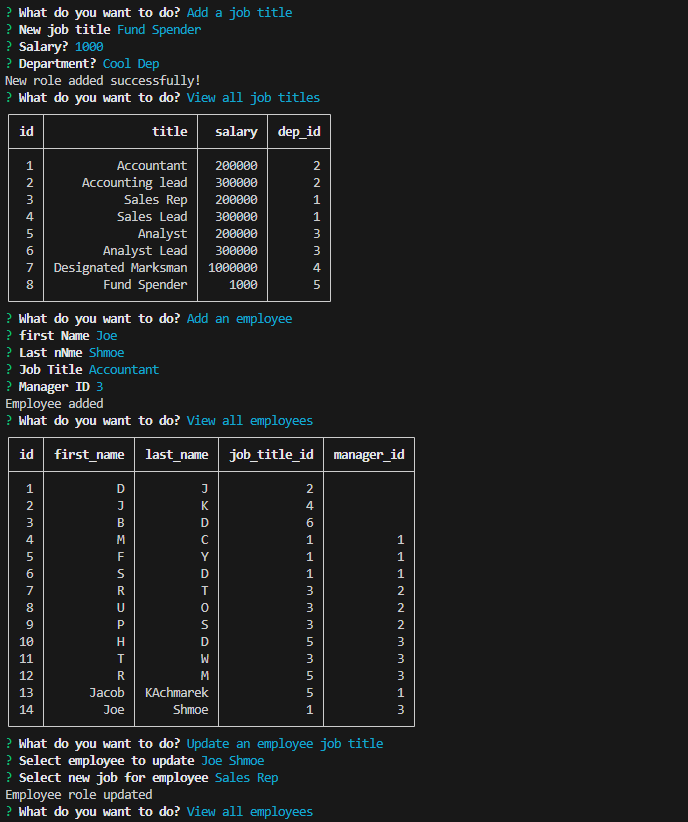 ? What do you want to do? Add a job title
? New job title Fund Spender
? Salary? 1000
? Department? Cool Dep
New role added successfully!
? What do you want to do? View all job titles
id title salary dep_id
1 Accountant 200000 2
2 Accounting lead 300000 2
3 Sales Rep 200000 1
4 Sales Lead 300000 1
5 Analyst 200000 3
6 Analyst Lead 300000 3
7 Designated Marksman 1000000 4
8 Fund Spender 1000 5
? What do you want to do? Add an employee
? first Name Joe
? Last nNme Shmoe
? Job Title Accountant
? Manager ID 3
Employee added
? What do you want to do? View all employees
id first_name last_name job_title_id manager_id
1 D J 2
2 J K 4
3 B D 6
4 M C 1 1
5 F Y 1 1
6 S D 1 1
7 R T 3 2
8 U O 3 2
9 P S 3 2
10 H D 5 3
11 T W 3 3
12 R M 5 3
13 Jacob KAchmarek 5 1
14 Joe Shmoe 1 3
? What do you want to do? Update an employee job title
? Select employee to update Joe Shmoe
? Select new job for employee Sales Rep
Employee role updated
? What do you want to do? View all employees